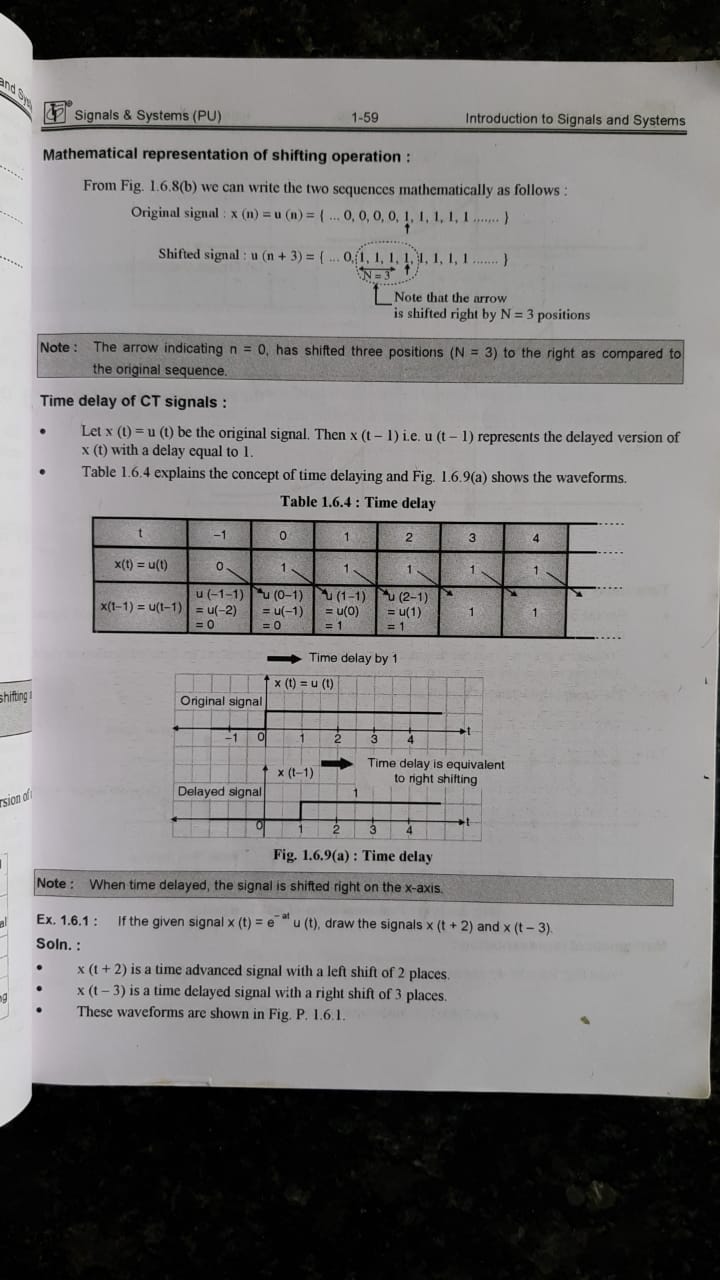 and Sy
Signals & Systems (PU) 1-59 Introduction to Signals and Systems
Mathematical representation of shifting operation :
From Fig. 1.6.8(b) we can write the two sequences mathematically as follows :
Original signal : x (n) = u (n) = { ... 0, 0, 0, 0, 1, 1, 1, 1, 1 ....... }
Shifted signal : u (n + 3) = { ... 0, 1, 1, 1, 1, 1, 1, 1, 1 ....... }
N = 3
Note that the arrow
is shifted right by N = 3 positions
Note : The arrow indicating n = 0, has shifted three positions (N = 3) to the right as compared to
the original sequence.
Time delay of CT signals :
• Let x (t) = u (t) be the original signal. Then x (t – 1) i.e. u (t – 1) represents the delayed version of
x (t) with a delay equal to 1.
• Table 1.6.4 explains the concept of time delaying and Fig. 1.6.9(a) shows the waveforms.
Table 1.6.4 : Time delay
t –1 0 1 2 3 4
x(t) = u(t) 0 1 1 1 1 1
x(t–1) = u(t–1) u (–1–1) u (0–1) u (1–1) u (2–1) 1 1
= u(–2) = u(–1) = u(0) = u(1)
= 0 = 0 = 1 = 1
Time delay by 1
x (t) = u (t)
Original signal
–1 0 1 2 3 4 t
x (t–1) Time delay is equivalent
to right shifting
Delayed signal 1
0 1 2 3 4 t
Fig. 1.6.9(a) : Time delay
Note : When time delayed, the signal is shifted right on the x-axis.
Ex. 1.6.1 : If the given signal x (t) = e⁻ᵃᵗ u (t), draw the signals x (t + 2) and x (t – 3).
Soln. :
• x (t + 2) is a time advanced signal with a left shift of 2 places.
• x (t – 3) is a time delayed signal with a right shift of 3 places.
• These waveforms are shown in Fig. P. 1.6.1.
shifting
rsion of